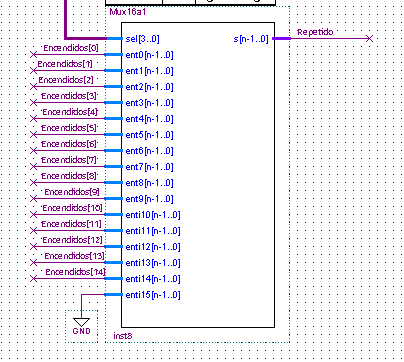 Mux16a1
sel[3..0] s[n-1..0] Repetido
Encendidos[0] ent0[n-1..0]
Encendidos[1] ent1[n-1..0]
Encendidos[2] ent2[n-1..0]
Encendidos[3] ent3[n-1..0]
Encendidos[4] ent4[n-1..0]
Encendidos[5] ent5[n-1..0]
Encendidos[6] ent6[n-1..0]
Encendidos[7] ent7[n-1..0]
Encendidos[8] ent8[n-1..0]
Encendidos[9] ent9[n-1..0]
Encendidos[10] enti10[n-1..0]
Encendidos[11] enti11[n-1..0]
Encendidos[12] enti12[n-1..0]
Encendidos[13] enti13[n-1..0]
Encendidos[14] enti14[n-1..0]
enti15[n-1..0]
GND
inst8